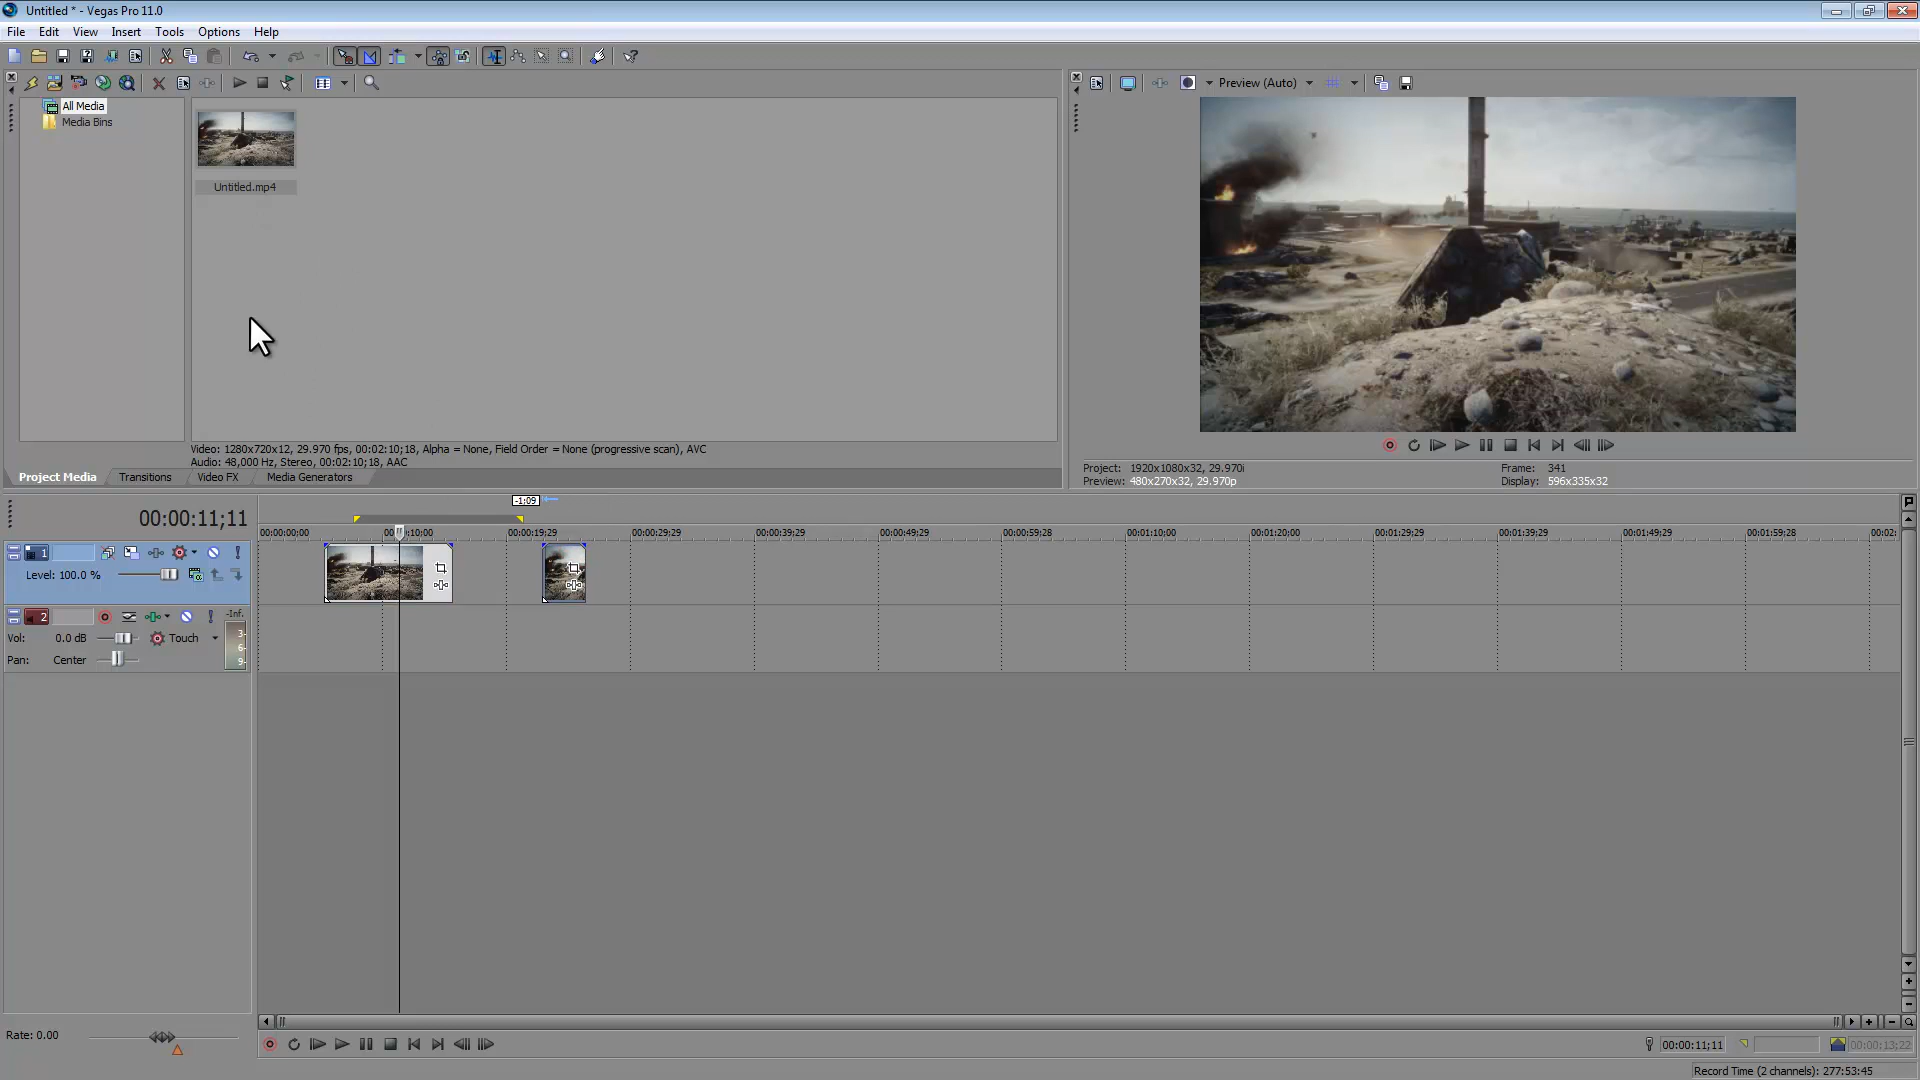 Untitled * - Vegas Pro 11.0
File Edit View Insert Tools Options Help
All Media
Media Bins
Untitled.mp4
Preview (Auto)
Video: 1280x720x12, 29.970 fps, 00:02:10;18, Alpha = None, Field Order = None (progressive scan), AVC
Audio: 48,000 Hz, Stereo, 00:02:10;18, AAC
Project Media Transitions Video FX Media Generators
Project: 1920x1080x32, 29.970i Frame: 341
Preview: 480x270x32, 29.970p Display: 596x335x32
-1:09
00:00:11;11
00:00:00;00 00:00:19;29 00:00:29;29 00:00:39;29 00:00:49;29 00:00:59;28 00:01:10;00 00:01:20;00 00:01:29;29 00:01:39;29 00:01:49;29 00:01:59;28 00:02:
1
Level: 100.0 %
2 -Inf.
Vol: 0.0 dB Touch 3-
6-
Pan: Center 9-
Rate: 0.00
00:00:11;11 00:00:13;22
Record Time (2 channels): 277:53:45